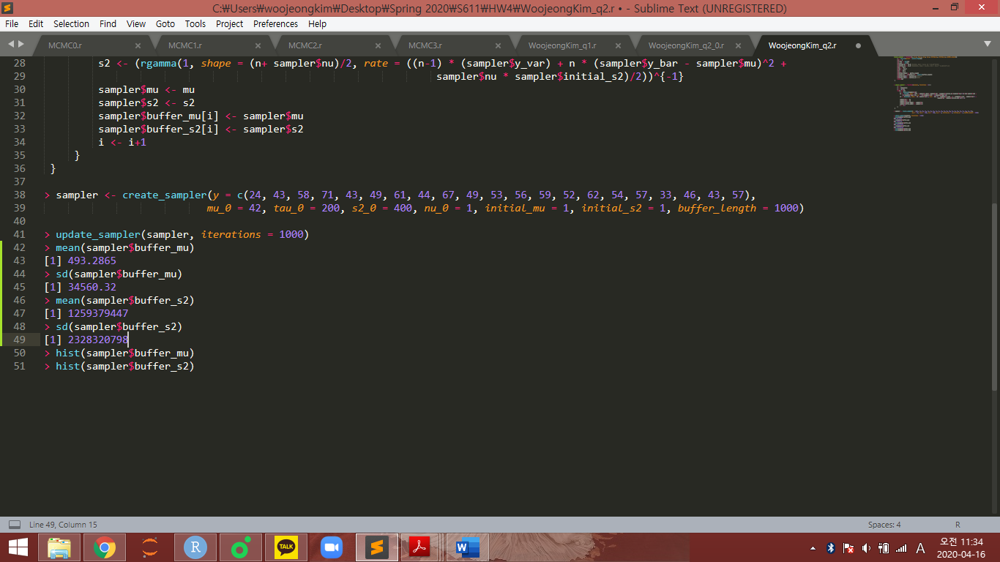 C:₩Users₩woojeongkim₩Desktop₩Spring 2020₩S611₩HW4₩WoojeongKim_q2.r • - Sublime Text (UNREGISTERED)
File Edit Selection Find View Goto Tools Project Preferences Help
MCMC0.r MCMC1.r MCMC2.r MCMC3.r WoojeongKim_q1.r WoojeongKim_q2_0.r WoojeongKim_q2.r
28 s2 <- (rgamma(1, shape = (n+ sampler$nu)/2, rate = ((n-1) * (sampler$y_var) + n * (sampler$y_bar - sampler$mu)^2 +
29 sampler$nu * sampler$initial_s2)/2))^{-1}
30 sampler$mu <- mu
31 sampler$s2 <- s2
32 sampler$buffer_mu[i] <- sampler$mu
33 sampler$buffer_s2[i] <- sampler$s2
34 i <- i+1
35 }
36 }
37
38 > sampler <- create_sampler(y = c(24, 43, 58, 71, 43, 49, 61, 44, 67, 49, 53, 56, 59, 52, 62, 54, 57, 33, 46, 43, 57),
39 mu_0 = 42, tau_0 = 200, s2_0 = 400, nu_0 = 1, initial_mu = 1, initial_s2 = 1, buffer_length = 1000)
40
41 > update_sampler(sampler, iterations = 1000)
42 > mean(sampler$buffer_mu)
43 [1] 493.2865
44 > sd(sampler$buffer_mu)
45 [1] 34560.32
46 > mean(sampler$buffer_s2)
47 [1] 1259379447
48 > sd(sampler$buffer_s2)
49 [1] 2328320798
50 > hist(sampler$buffer_mu)
51 > hist(sampler$buffer_s2)
Line 49, Column 15 Spaces: 4 R
R TALK W A 오전 11:34
2020-04-16